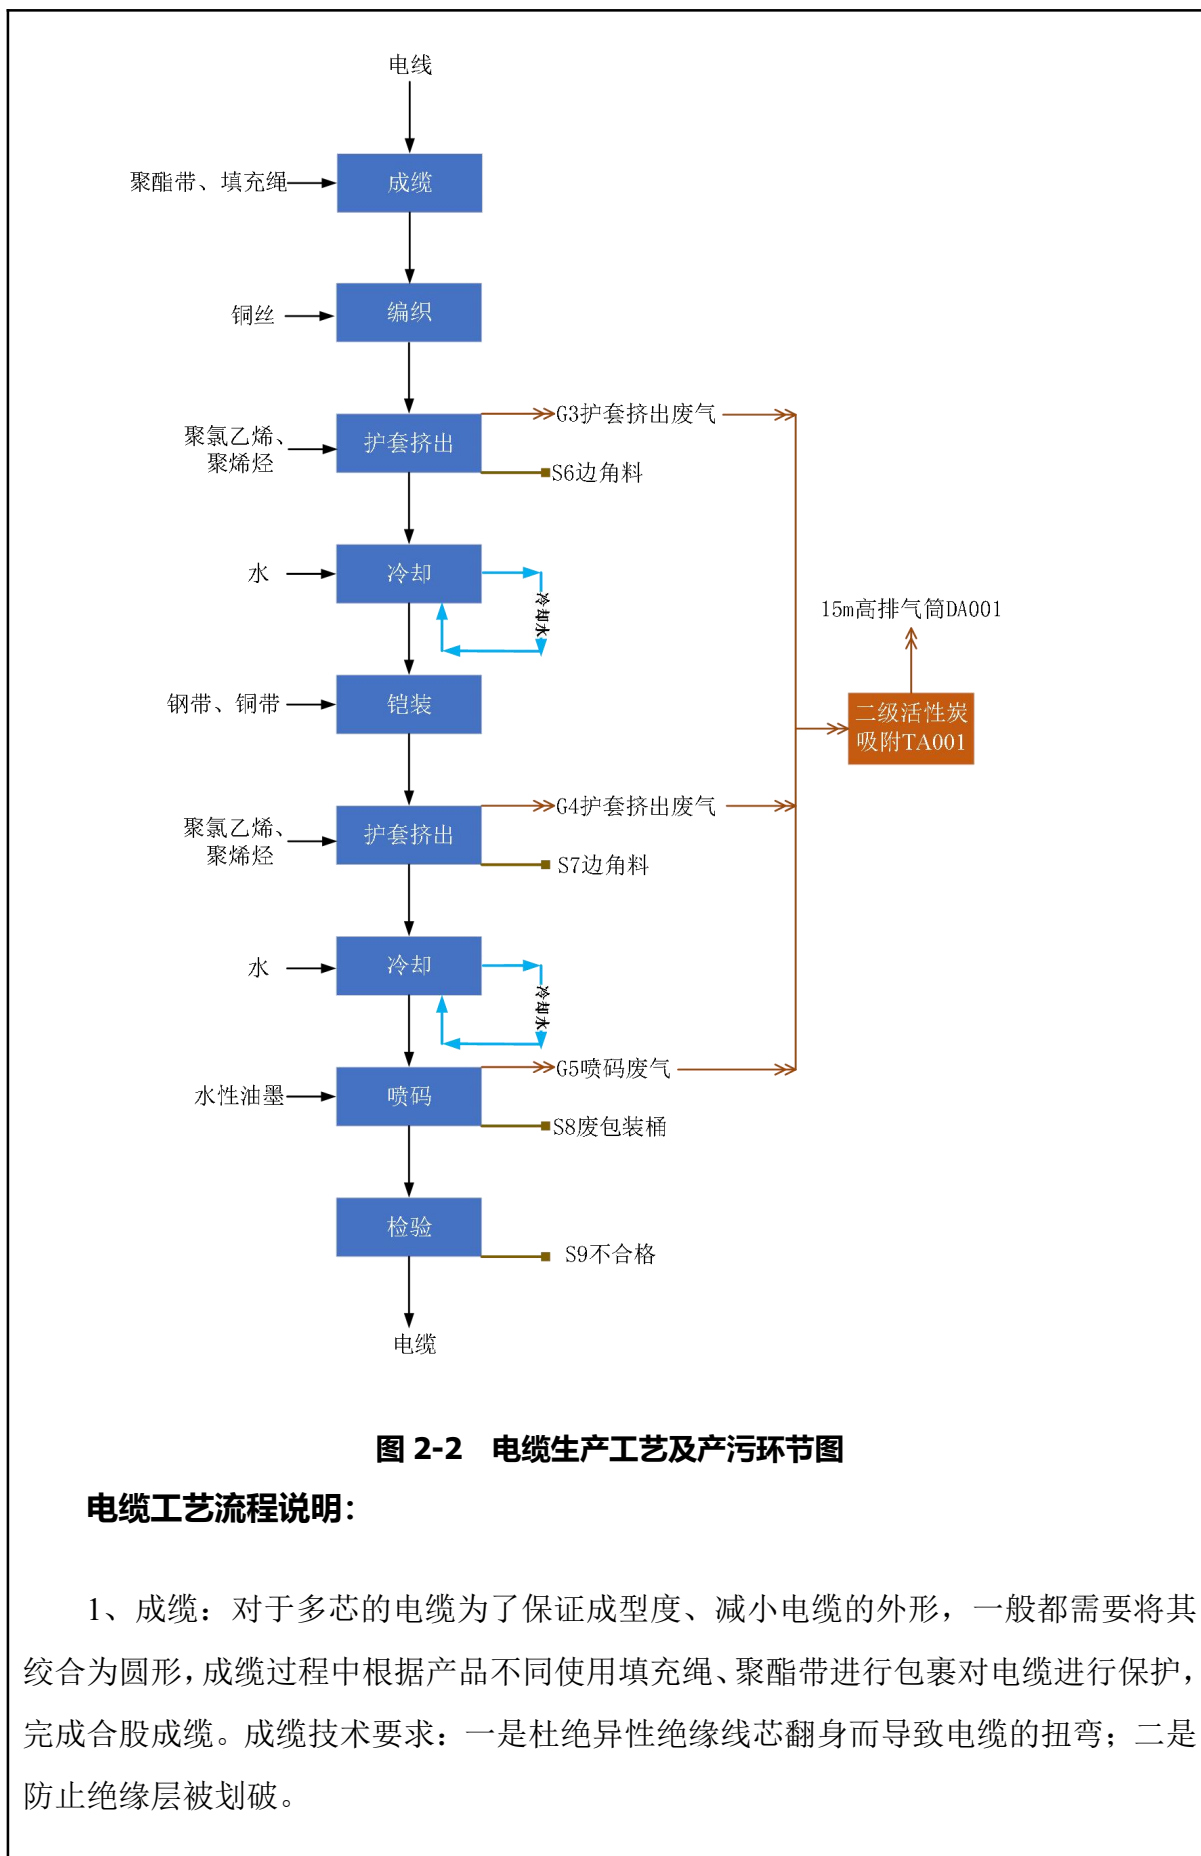 电线
聚酯带、填充绳
成缆
铜丝
编织
聚氯乙烯、
聚烯烃
护套挤出
G3护套挤出废气
S6边角料
水
冷却
冷却水
15m高排气筒DA001
钢带、铜带
铠装
二级活性炭
吸附TA001
聚氯乙烯、
聚烯烃
护套挤出
G4护套挤出废气
S7边角料
水
冷却
冷却水
水性油墨
喷码
G5喷码废气
S8废包装桶
检验
S9不合格
电缆
图 2-2 电缆生产工艺及产污环节图
电缆工艺流程说明：
1、成缆：对于多芯的电缆为了保证成型度、减小电缆的外形，一般都需要将其
绞合为圆形，成缆过程中根据产品不同使用填充绳、聚酯带进行包裹对电缆进行保护，
完成合股成缆。成缆技术要求：一是杜绝异性绝缘线芯翻身而导致电缆的扭弯；二是
防止绝缘层被划破。